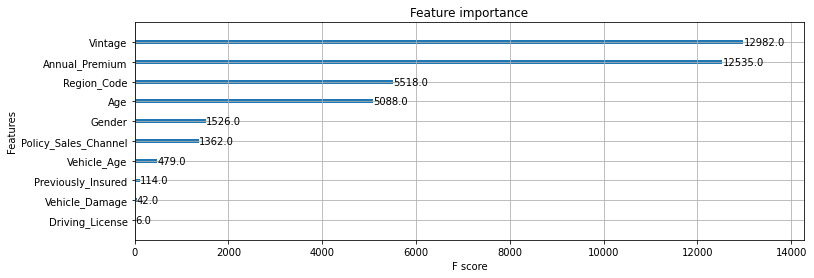 Feature importance
Vintage 12982.0
Annual_Premium 12535.0
Region_Code 5518.0
Age 5088.0
Gender 1526.0
Policy_Sales_Channel 1362.0
Vehicle_Age 479.0
Previously_Insured 114.0
Vehicle_Damage 42.0
Driving_License 6.0
Features
0 2000 4000 6000 8000 10000 12000 14000
F score